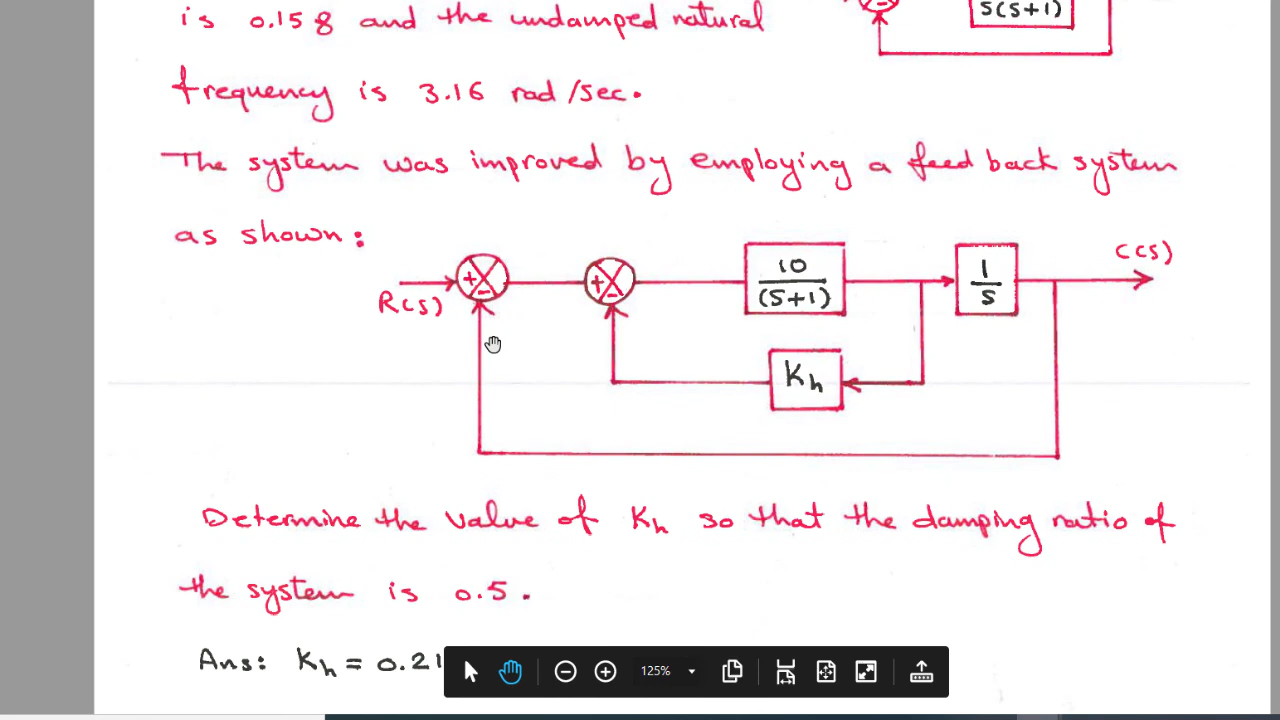 is 0.158 and the undamped natural
S(S+1)
frequency is 3.16 rad/sec.
The system was improved by employing a feed back system
as shown:
R(s)
+
-
+
-
10
(S+1)
1
S
C(s)
Kh
Determine the value of Kh so that the damping ratio of
the system is 0.5.
Ans: Kh = 0.21
125%